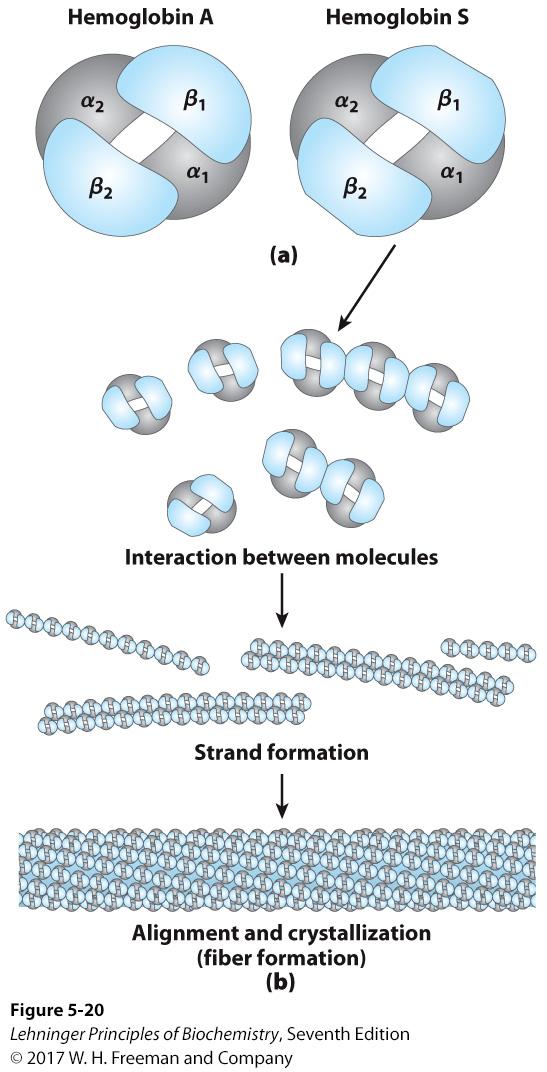 Hemoglobin A
Hemoglobin S
α2
β1
β2
α1
α2
β1
β2
α1
(a)
Interaction between molecules
Strand formation
Alignment and crystallization
(fiber formation)
(b)
Figure 5-20
Lehninger Principles of Biochemistry, Seventh Edition
© 2017 W. H. Freeman and Company